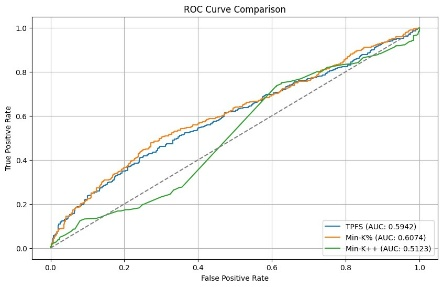 ROC Curve Comparison
1.0
0.8
0.6
0.4
0.2
0.0
True Positive Rate
TPFS (AUC: 0.5942)
Min-K% (AUC: 0.6074)
Min-K++ (AUC: 0.5123)
0.0 0.2 0.4 0.6 0.8 1.0
False Positive Rate